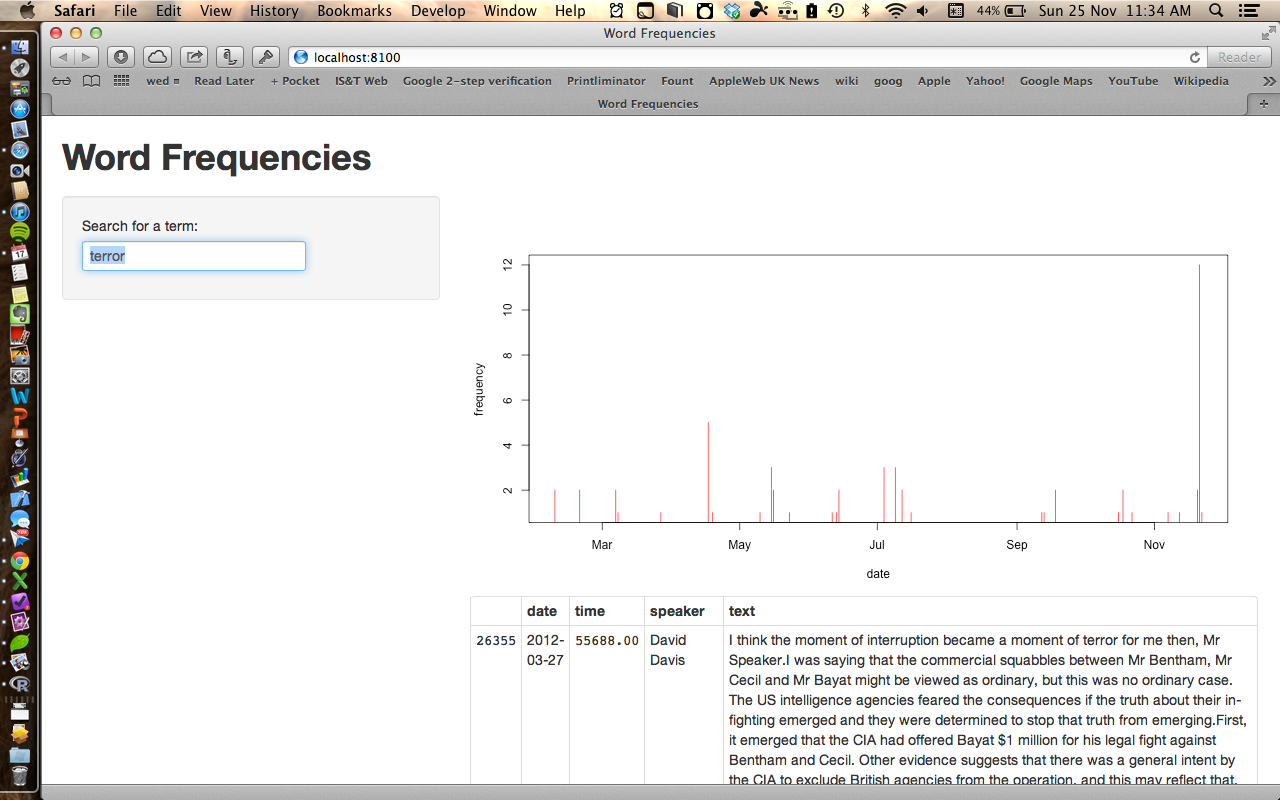 Safari File Edit View History Bookmarks Develop Window Help 44% Sun 25 Nov 11:34 AM
Word Frequencies
localhost:8100 Reader
wed Read Later + Pocket IS&T Web Google 2-step verification Printliminator Fount AppleWeb UK News wiki goog Apple Yahoo! Google Maps YouTube Wikipedia
Word Frequencies
Word Frequencies
Search for a term:
terror
frequency
12
10
8
6
4
2
Mar May Jul Sep Nov
date
date time speaker text
26355 2012- 55688.00 David I think the moment of interruption became a moment of terror for me then, Mr
03-27 Davis Speaker.I was saying that the commercial squabbles between Mr Bentham, Mr
Cecil and Mr Bayat might be viewed as ordinary, but this was no ordinary case.
The US intelligence agencies feared the consequences if the truth about their in-
fighting emerged and they were determined to stop that truth from emerging.First,
it emerged that the CIA had offered Bayat $1 million for his legal fight against
Bentham and Cecil. Other evidence suggests that there was a general intent by
the CIA to exclude British agencies from the operation, and this may reflect that,
17